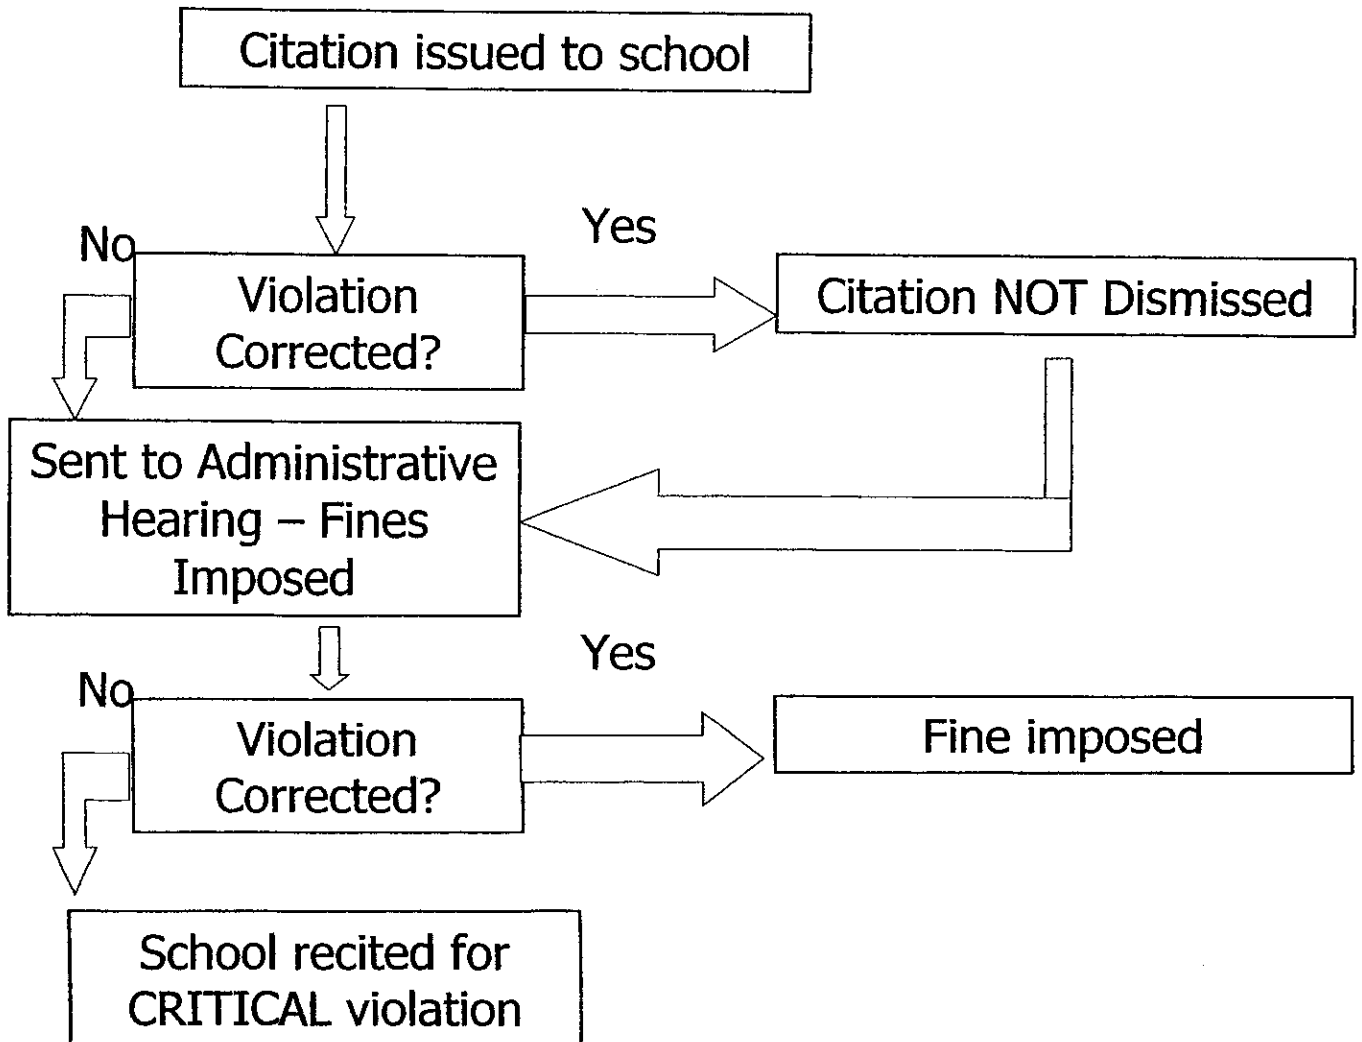 Citation issued to school
No
Yes
Violation
Corrected?
Citation NOT Dismissed
Sent to Administrative
Hearing – Fines
Imposed
No
Yes
Violation
Corrected?
Fine imposed
School recited for
CRITICAL violation